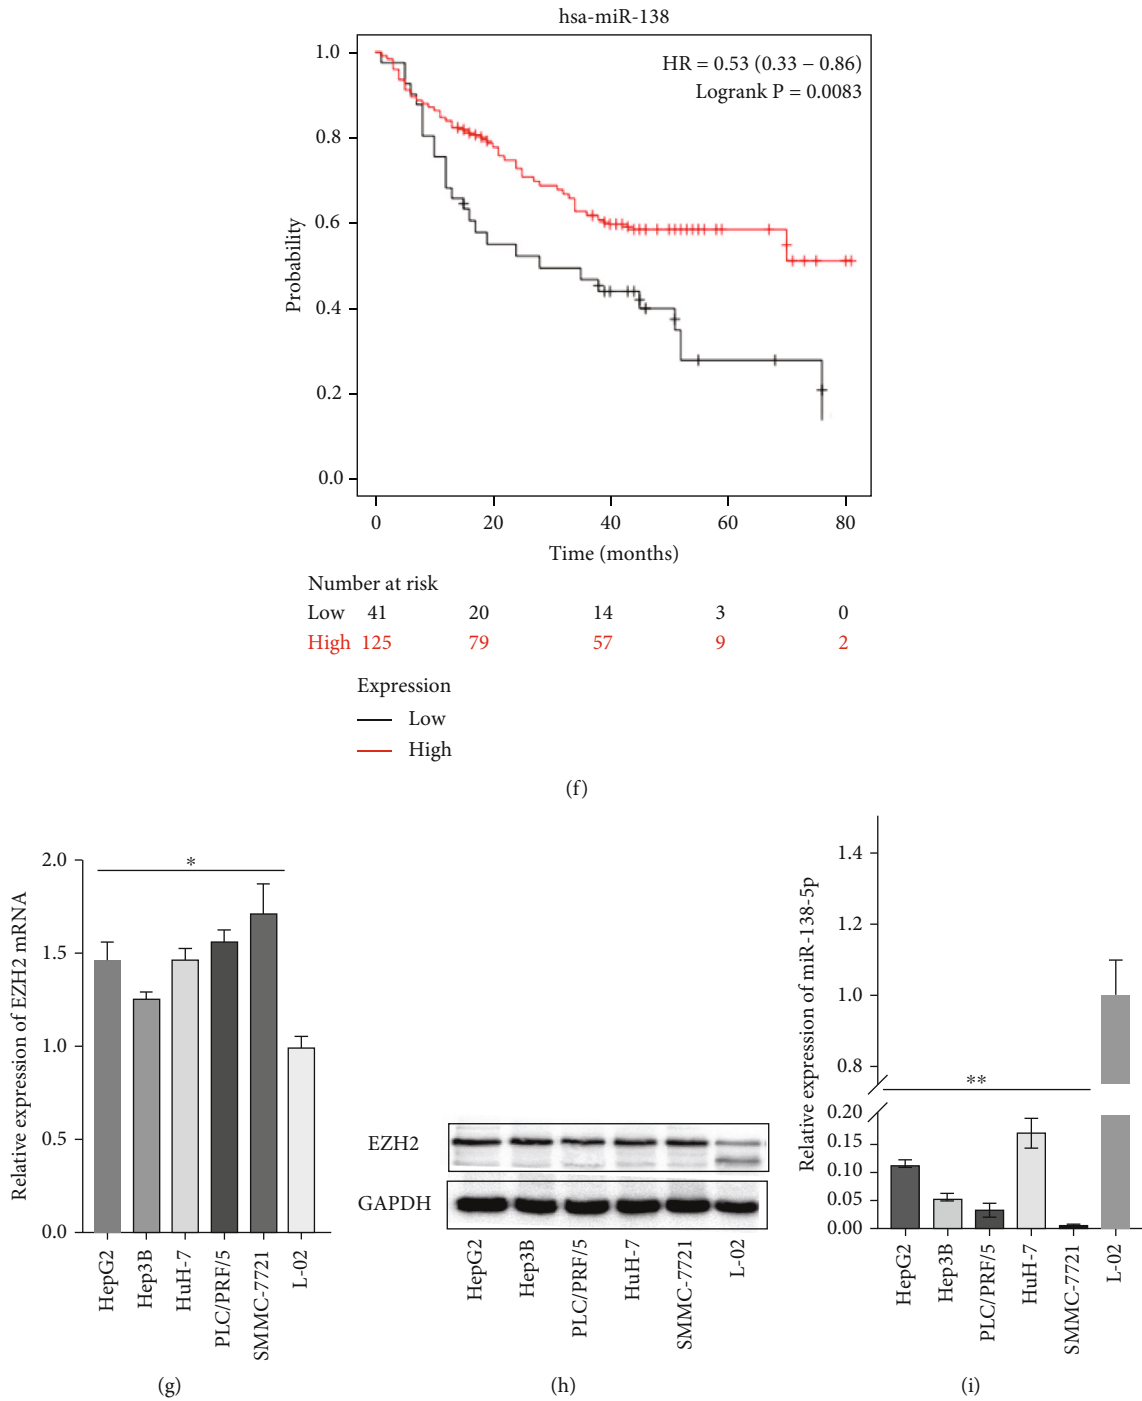 hsa-miR-138
HR = 0.53 (0.33 − 0.86)
Logrank P = 0.0083
Probability
1.0
0.8
0.6
0.4
0.2
0.0
0 20 40 60 80
Time (months)
Number at risk
Low 41 20 14 3 0
High 125 79 57 9 2
Expression
Low
High
(f)
Relative expression of EZH2 mRNA
2.0
1.5
1.0
0.5
0.0
*
HepG2
Hep3B
HuH-7
PLC/PRF/5
SMMC-7721
L-02
(g)
EZH2
GAPDH
HepG2
Hep3B
PLC/PRF/5
HuH-7
SMMC-7721
L-02
(h)
Relative expression of miR-138-5p
1.4
1.2
1.0
0.8
0.20
0.15
0.10
0.05
0.00
**
HepG2
Hep3B
PLC/PRF/5
HuH-7
SMMC-7721
L-02
(i)